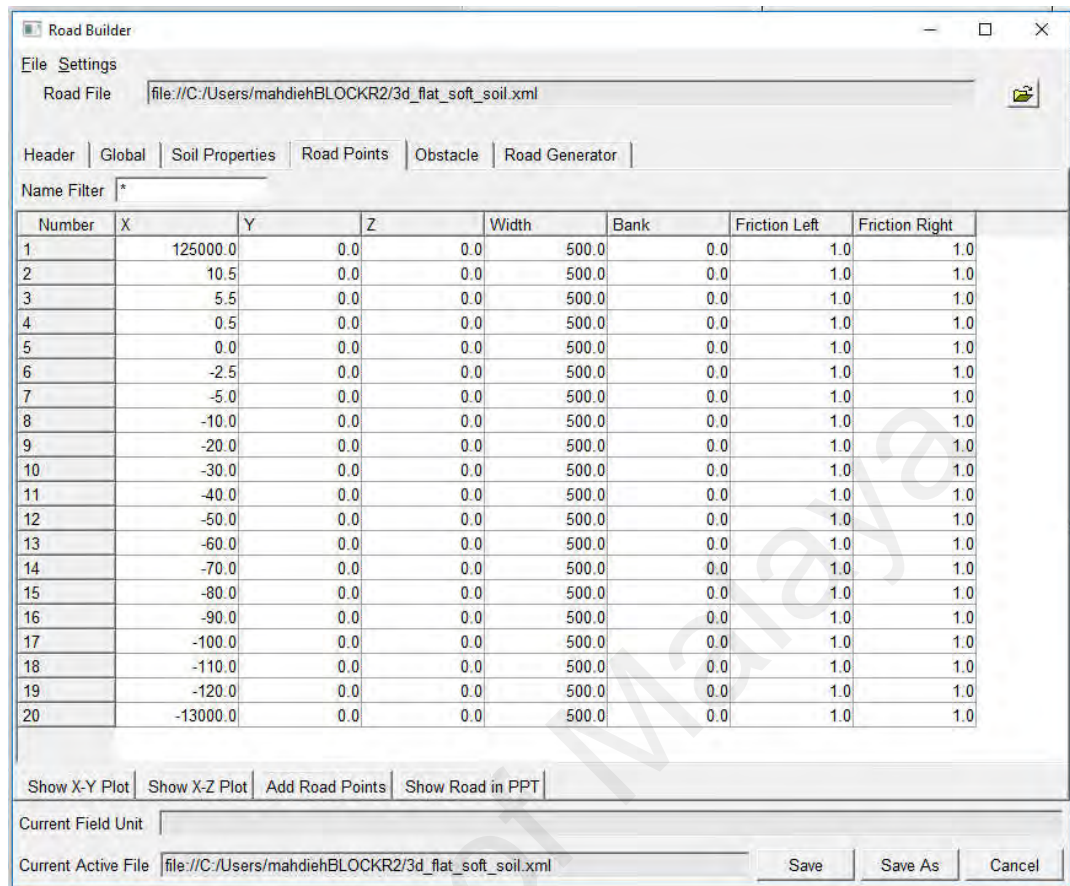 Road Builder
File Settings
Road File file://C:/Users/mahdiehBLOCKR2/3d_flat_soft_soil.xml
Header Global Soil Properties Road Points Obstacle Road Generator
Name Filter *
Number X Y Z Width Bank Friction Left Friction Right
1 125000.0 0.0 0.0 500.0 0.0 1.0 1.0
2 10.5 0.0 0.0 500.0 0.0 1.0 1.0
3 5.5 0.0 0.0 500.0 0.0 1.0 1.0
4 0.5 0.0 0.0 500.0 0.0 1.0 1.0
5 0.0 0.0 0.0 500.0 0.0 1.0 1.0
6 -2.5 0.0 0.0 500.0 0.0 1.0 1.0
7 -5.0 0.0 0.0 500.0 0.0 1.0 1.0
8 -10.0 0.0 0.0 500.0 0.0 1.0 1.0
9 -20.0 0.0 0.0 500.0 0.0 1.0 1.0
10 -30.0 0.0 0.0 500.0 0.0 1.0 1.0
11 -40.0 0.0 0.0 500.0 0.0 1.0 1.0
12 -50.0 0.0 0.0 500.0 0.0 1.0 1.0
13 -60.0 0.0 0.0 500.0 0.0 1.0 1.0
14 -70.0 0.0 0.0 500.0 0.0 1.0 1.0
15 -80.0 0.0 0.0 500.0 0.0 1.0 1.0
16 -90.0 0.0 0.0 500.0 0.0 1.0 1.0
17 -100.0 0.0 0.0 500.0 0.0 1.0 1.0
18 -110.0 0.0 0.0 500.0 0.0 1.0 1.0
19 -120.0 0.0 0.0 500.0 0.0 1.0 1.0
20 -13000.0 0.0 0.0 500.0 0.0 1.0 1.0
Show X-Y Plot Show X-Z Plot Add Road Points Show Road in PPT
Current Field Unit
Current Active File file://C:/Users/mahdiehBLOCKR2/3d_flat_soft_soil.xml Save Save As Cancel
of Malaya